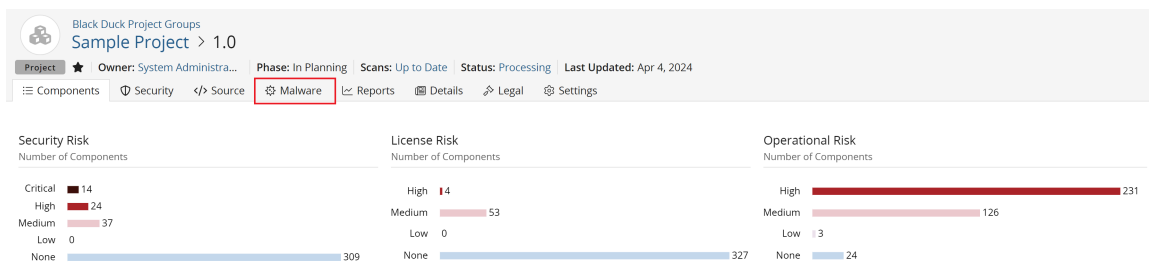 Black Duck Project Groups
Sample Project > 1.0
Project Owner: System Administra... Phase: In Planning Scans: Up to Date Status: Processing Last Updated: Apr 4, 2024
Components Security </> Source Malware Reports Details Legal Settings
Security Risk
Number of Components
Critical 14
High 24
Medium 37
Low 0
None 309
License Risk
Number of Components
High 4
Medium 53
Low 0
None 327
Operational Risk
Number of Components
High 231
Medium 126
Low 3
None 24